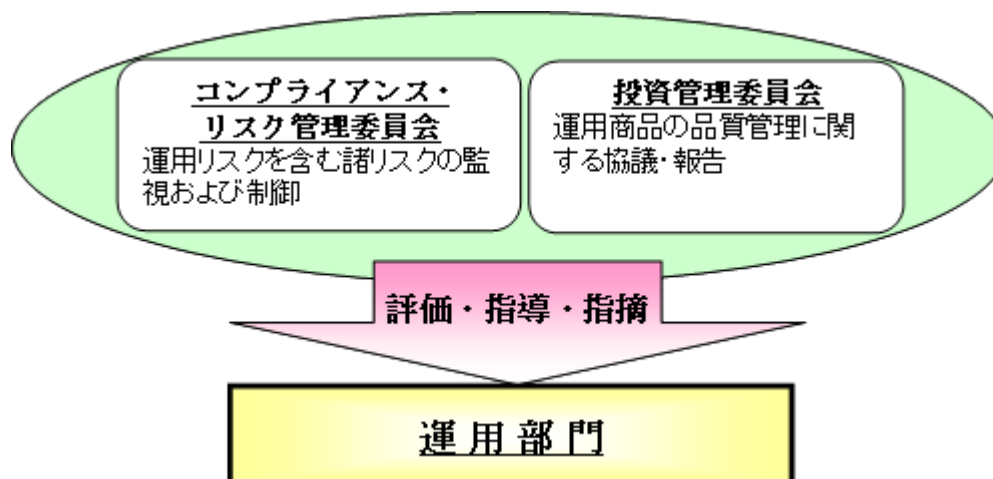 コンプライアンス・
リスク管理委員会
運用リスクを含む諸リスクの監
視および制御
投資管理委員会
運用商品の品質管理に関
する協議・報告
評価・指導・指摘
運用部門